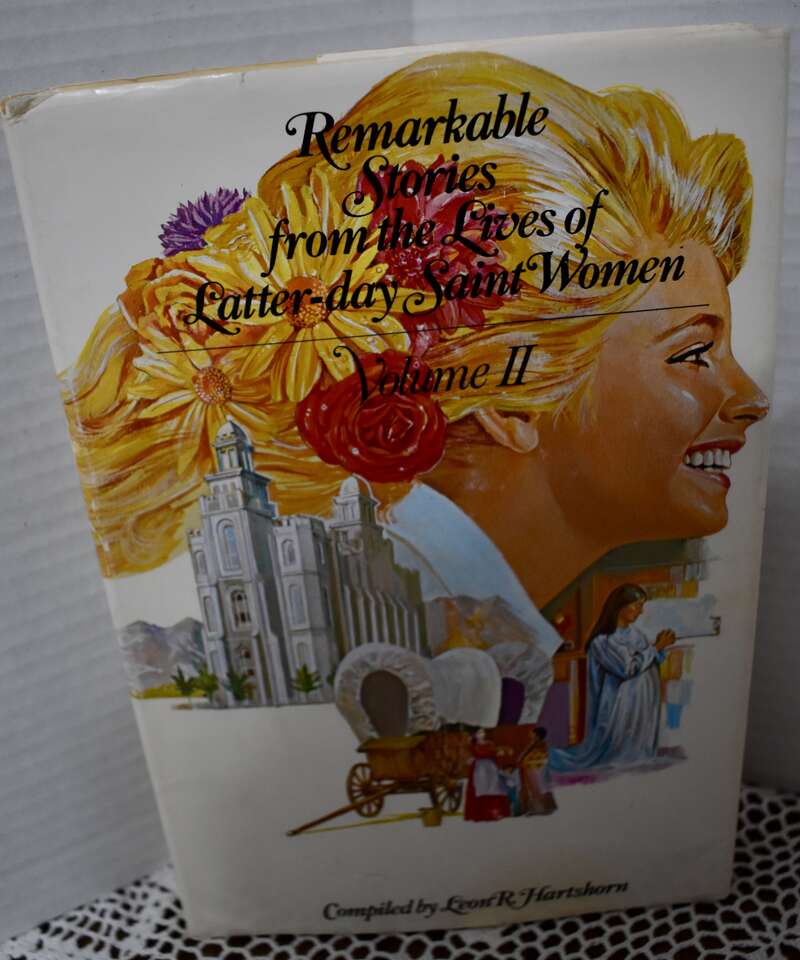 Remarkable
Stories
from the Lives of
Latter-day Saint Women
Volume II
Compiled by Leon R. Hartshorn